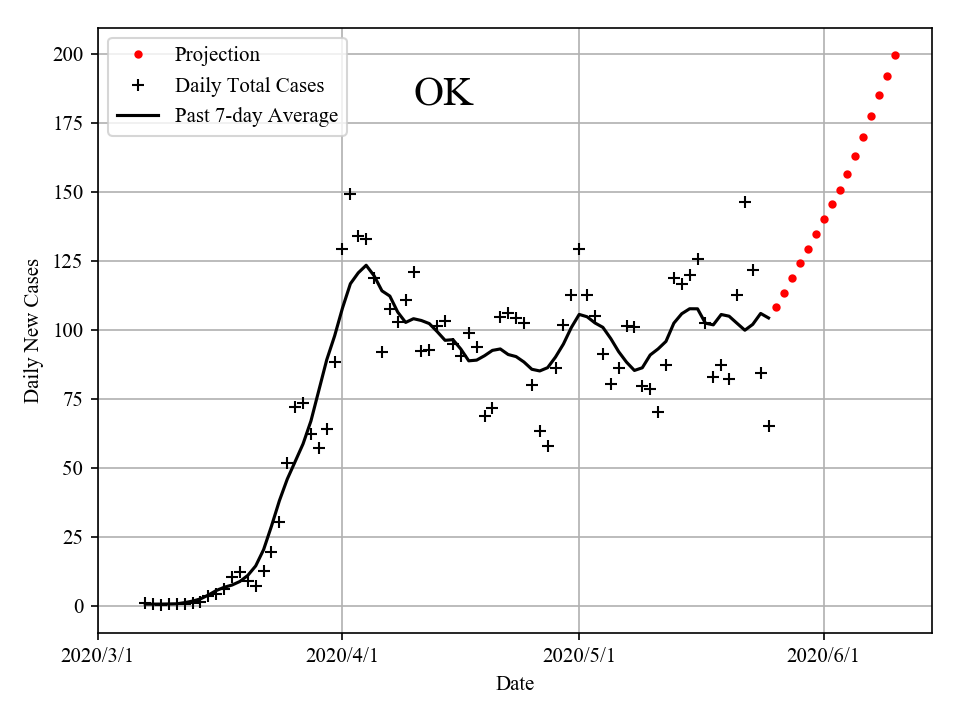 OK
Projection
Daily Total Cases
Past 7-day Average
200
175
150
125
100
75
50
25
0
Daily New Cases
2020/3/1
2020/4/1
2020/5/1
2020/6/1
Date